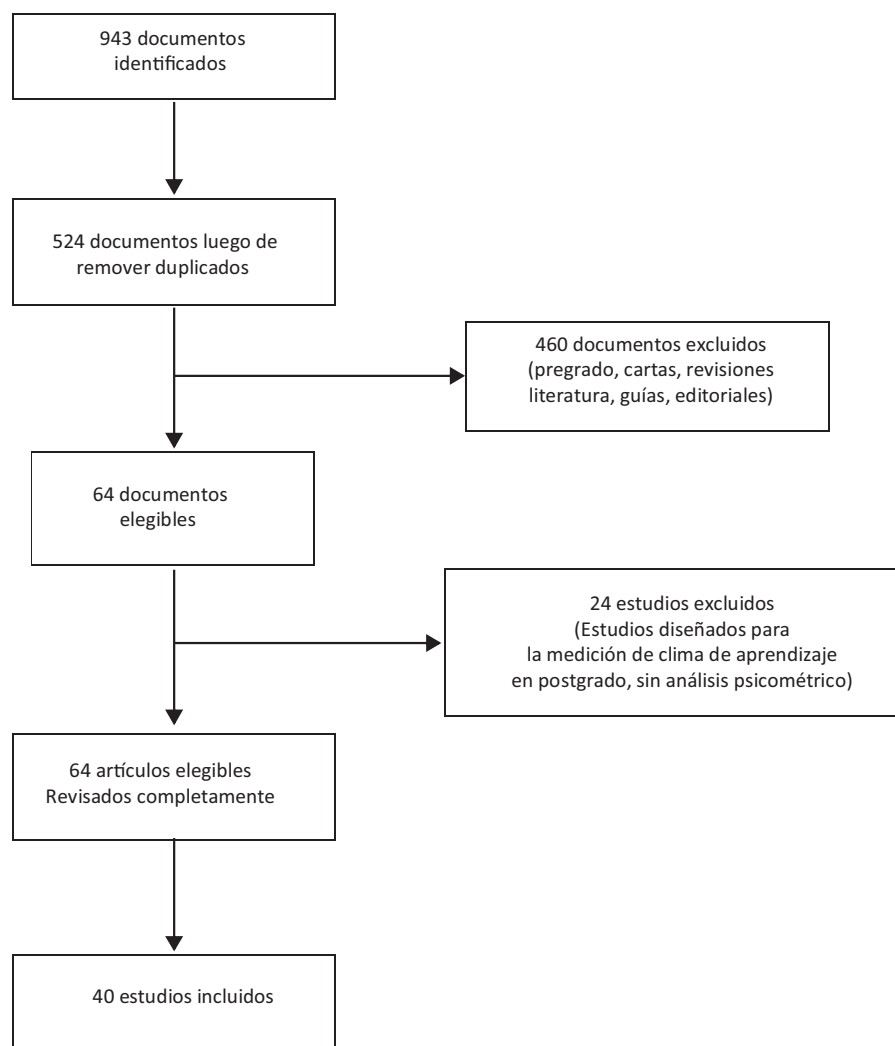 943 documentos
identificados
524 documentos luego de
remover duplicados
460 documentos excluidos
(pregrado, cartas, revisiones
literatura, guías, editoriales)
64 documentos
elegibles
24 estudios excluidos
(Estudios diseñados para
la medición de clima de aprendizaje
en postgrado, sin análisis psicométrico)
64 artículos elegibles
Revisados completamente
40 estudios incluidos